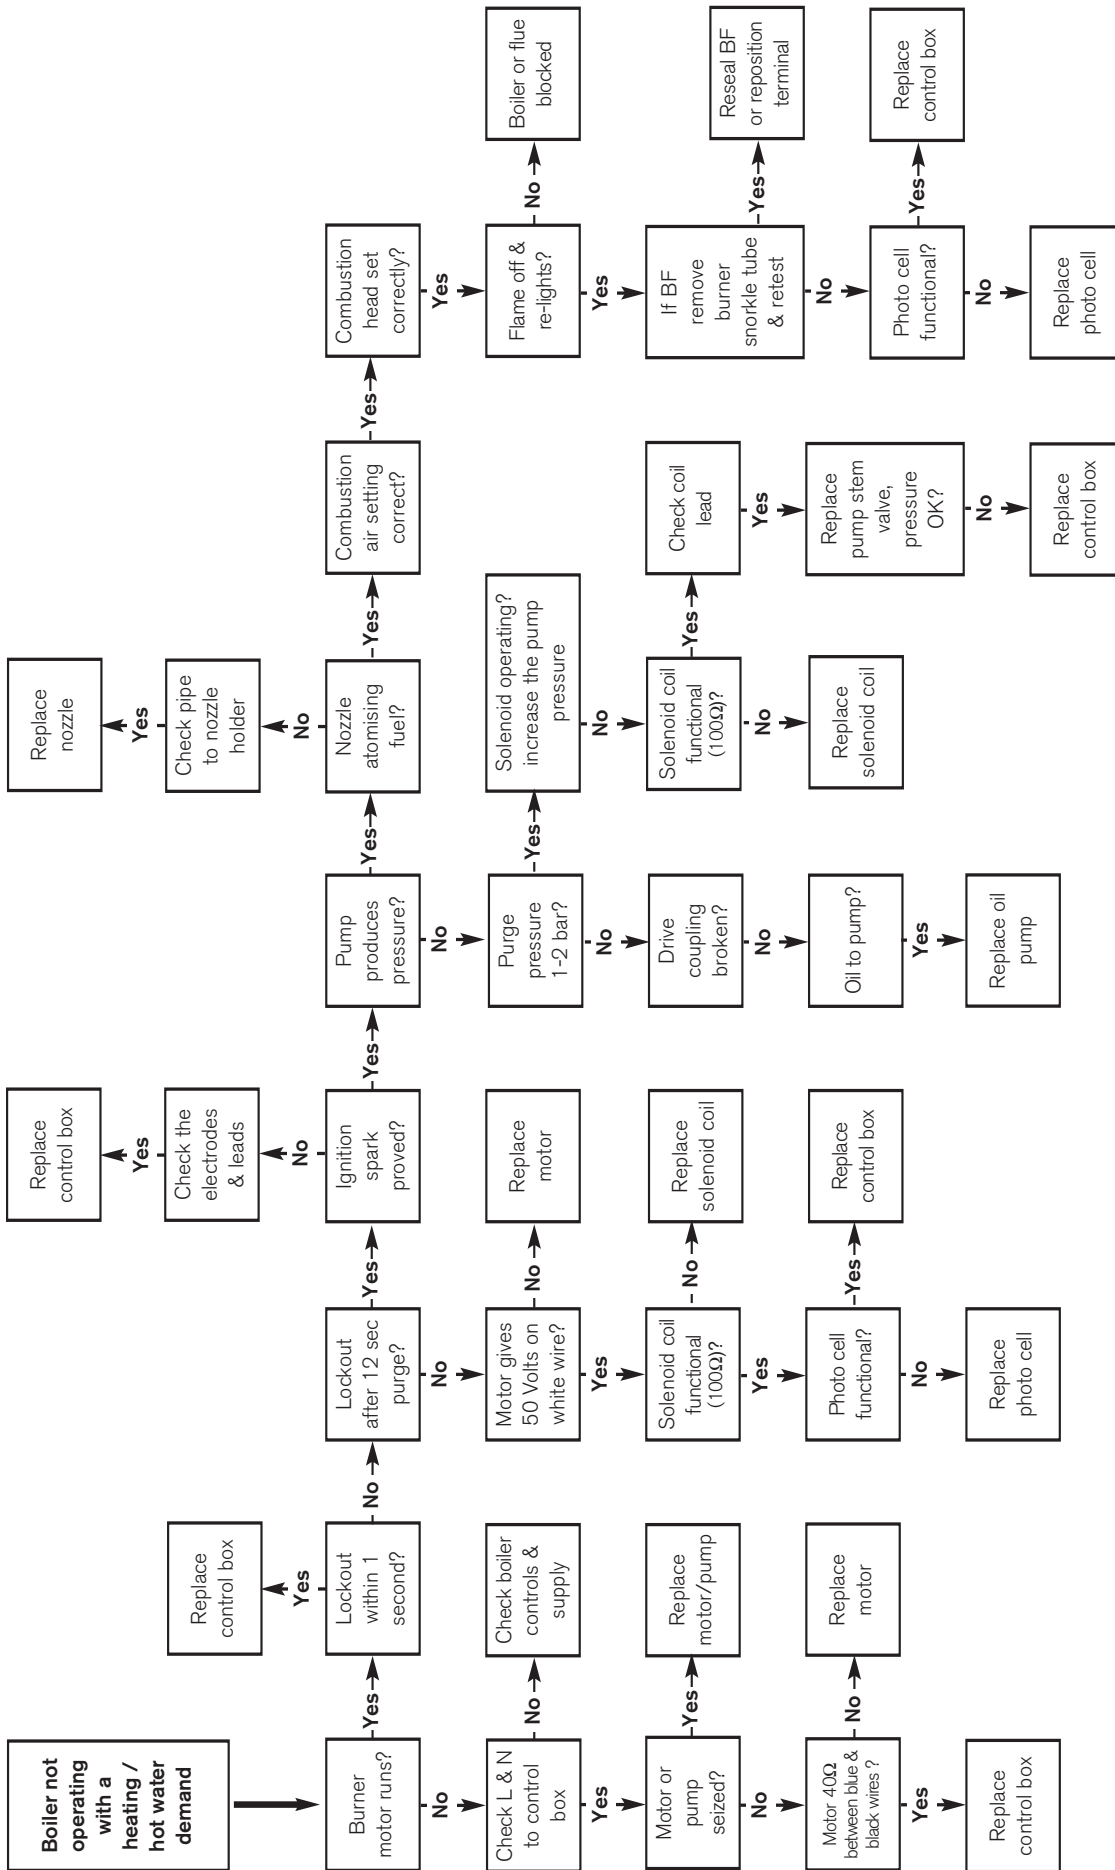 Boiler not
operating
with a
heating /
hot water
demand
Burner
motor runs?
Yes
No
Check L & N
to control
box
No
Check boiler
controls &
supply
Yes
Motor or
pump
seized?
Yes
Replace
motor/pump
No
Motor 40Ω
between blue &
black wires ?
No
Replace
motor
Yes
Replace
control box
Lockout
within 1
second?
Yes
Replace
control box
No
Lockout
after 12 sec
purge?
Yes
No
Motor gives
50 Volts on
white wire?
No
Replace
motor
Yes
Solenoid coil
functional
(100Ω)?
No
Replace
solenoid coil
Yes
Photo cell
functional?
Yes
Replace
control box
No
Replace
photo cell
Ignition
spark
proved?
No
Check the
electrodes
& leads
Yes
Replace
control box
Yes
Pump
produces
pressure?
Yes
No
Purge
pressure
1-2 bar?
Yes
No
Drive
coupling
broken?
No
Oil to pump?
Yes
Replace oil
pump
Solenoid operating?
increase the pump
pressure
No
Solenoid coil
functional
(100Ω)?
Yes
No
Replace
solenoid coil
Check coil
lead
Yes
Replace
pump stem
valve,
pressure
OK?
No
Replace
control box
Nozzle
atomising
fuel?
No
Check pipe
to nozzle
holder
Yes
Replace
nozzle
Yes
Combustion
air setting
correct?
Yes
Combustion
head set
correctly?
Yes
Flame off &
re-lights?
No
Boiler or flue
blocked
Yes
If BF
remove
burner
snorkle tube
& retest
Yes
Reseal BF
or reposition
terminal
No
Photo cell
functional?
Yes
Replace
control box
No
Replace
photo cell